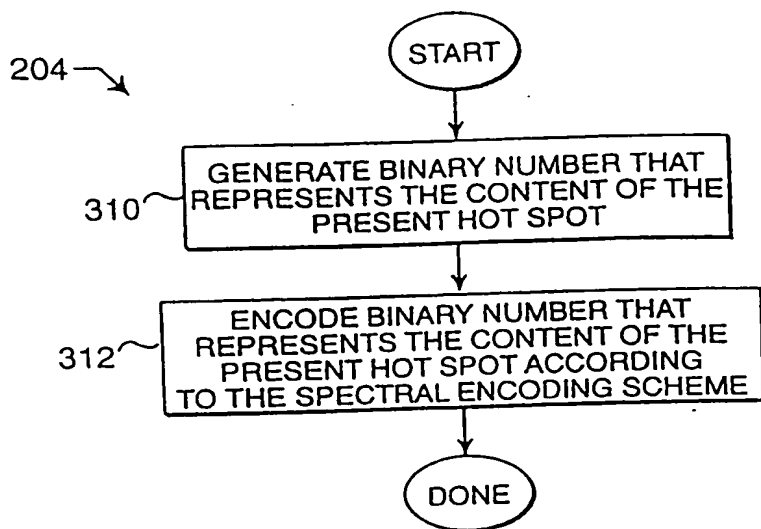 START
204
GENERATE BINARY NUMBER THAT
REPRESENTS THE CONTENT OF THE
PRESENT HOT SPOT
310
ENCODE BINARY NUMBER THAT
REPRESENTS THE CONTENT OF THE
PRESENT HOT SPOT ACCORDING
TO THE SPECTRAL ENCODING SCHEME
312
DONE